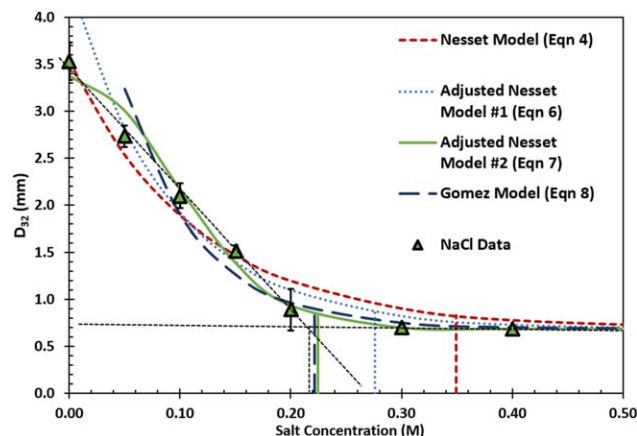 4.0
3.5
3.0
2.5
2.0
1.5
1.0
0.5
0.0
D32 (mm)
0.00
0.10
0.20
0.30
0.40
0.50
Salt Concentration (M)
Nesset Model (Eqn 4)
Adjusted Nesset
Model #1 (Eqn 6)
Adjusted Nesset
Model #2 (Eqn 7)
Gomez Model (Eqn 8)
NaCl Data